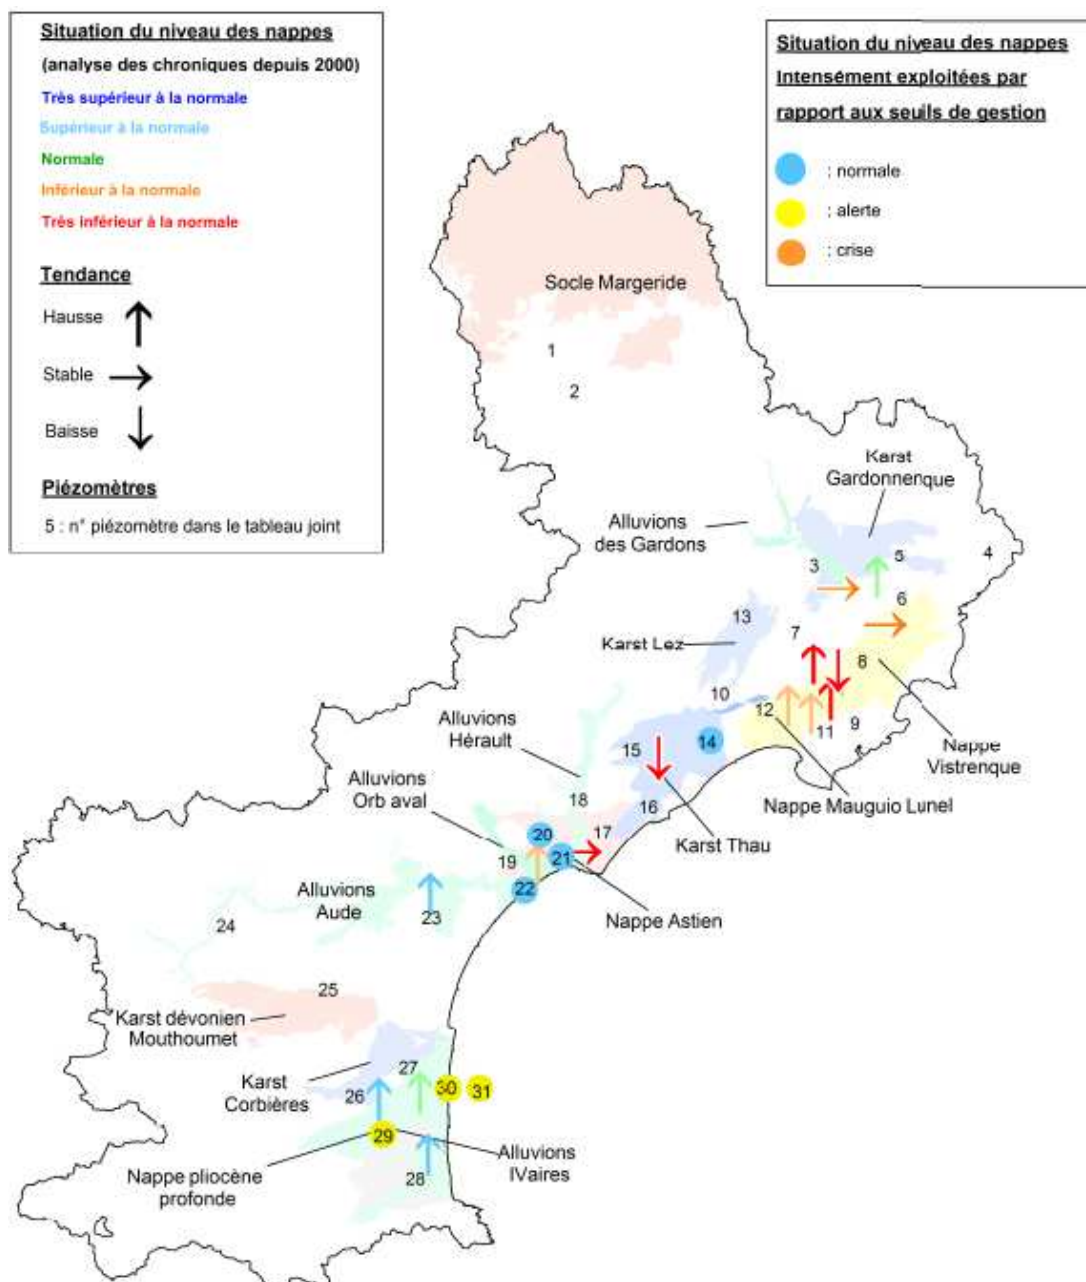 Situation du niveau des nappes
(analyse des chroniques depuis 2000)
Très supérieur à la normale
Supérieur à la normale
Normale
Inférieur à la normale
Très inférieur à la normale
Tendance
Hausse
Stable
Baisse
Piézomètres
5 : n° piézomètre dans le tableau joint
Situation du niveau des nappes
Intensément exploitées par
rapport aux seuils de gestion
: normale
: alerte
: crise
Socle Margeride
1
2
Karst
Gardonnenque
Alluvions
des Gardons
3
5
4
6
13
7
Karst Lez
8
10
12
11
9
Alluvions
Hérault
15
14
Nappe
Vistrenque
Alluvions
Orb aval
18
16
Nappe Mauguio Lunel
20
17
Karst Thau
19
21
22
Alluvions
Aude
23
Nappe Astien
24
25
Karst dévonien
Mouthoumet
Karst
Corbières
27
26
30
31
29
Nappe pliocène
profonde
28
Alluvions
IVaires